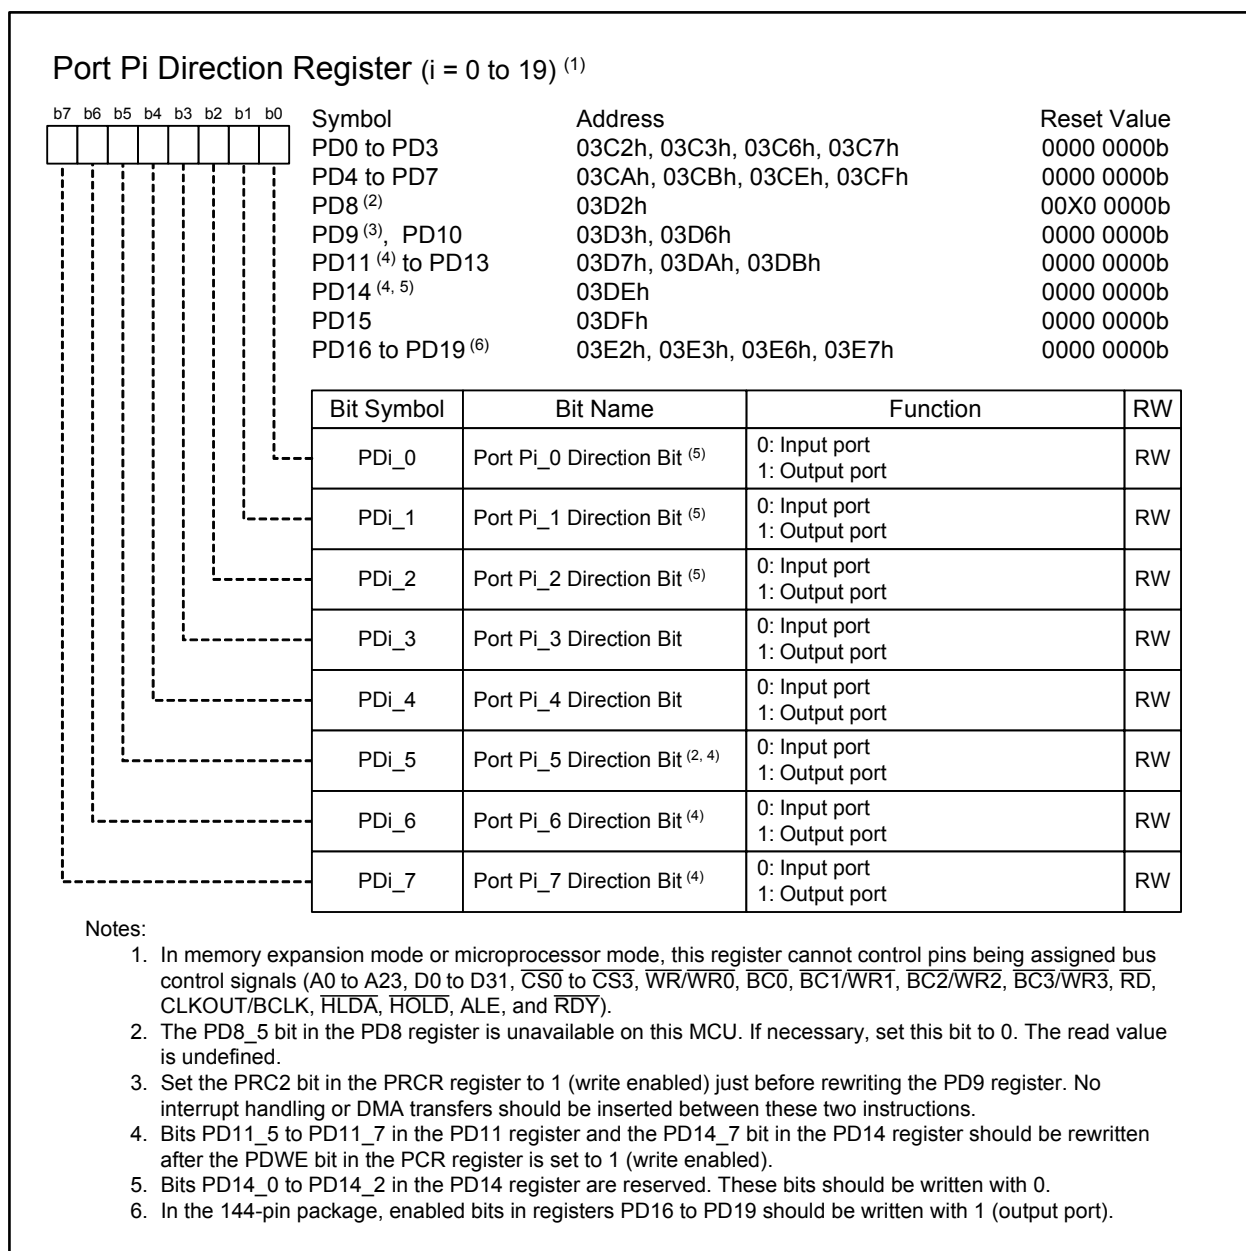 Port Pi Direction Register (i = 0 to 19) (1)
b7 b6 b5 b4 b3 b2 b1 b0
Symbol Address Reset Value
PD0 to PD3 03C2h, 03C3h, 03C6h, 03C7h 0000 0000b
PD4 to PD7 03CAh, 03CBh, 03CEh, 03CFh 0000 0000b
PD8 (2) 03D2h 00X0 0000b
PD9 (3), PD10 03D3h, 03D6h 0000 0000b
PD11 (4) to PD13 03D7h, 03DAh, 03DBh 0000 0000b
PD14 (4, 5) 03DEh 0000 0000b
PD15 03DFh 0000 0000b
PD16 to PD19 (6) 03E2h, 03E3h, 03E6h, 03E7h 0000 0000b
Bit Symbol Bit Name Function RW
PDi_0 Port Pi_0 Direction Bit (5) 0: Input port
1: Output port RW
PDi_1 Port Pi_1 Direction Bit (5) 0: Input port
1: Output port RW
PDi_2 Port Pi_2 Direction Bit (5) 0: Input port
1: Output port RW
PDi_3 Port Pi_3 Direction Bit 0: Input port
1: Output port RW
PDi_4 Port Pi_4 Direction Bit 0: Input port
1: Output port RW
PDi_5 Port Pi_5 Direction Bit (2, 4) 0: Input port
1: Output port RW
PDi_6 Port Pi_6 Direction Bit (4) 0: Input port
1: Output port RW
PDi_7 Port Pi_7 Direction Bit (4) 0: Input port
1: Output port RW
Notes:
1. In memory expansion mode or microprocessor mode, this register cannot control pins being assigned bus
control signals (A0 to A23, D0 to D31, CS0 to CS3, WR/WR0, BC0, BC1/WR1, BC2/WR2, BC3/WR3, RD,
CLKOUT/BCLK, HLDA, HOLD, ALE, and RDY).
2. The PD8_5 bit in the PD8 register is unavailable on this MCU. If necessary, set this bit to 0. The read value
is undefined.
3. Set the PRC2 bit in the PRCR register to 1 (write enabled) just before rewriting the PD9 register. No
interrupt handling or DMA transfers should be inserted between these two instructions.
4. Bits PD11_5 to PD11_7 in the PD11 register and the PD14_7 bit in the PD14 register should be rewritten
after the PDWE bit in the PCR register is set to 1 (write enabled).
5. Bits PD14_0 to PD14_2 in the PD14 register are reserved. These bits should be written with 0.
6. In the 144-pin package, enabled bits in registers PD16 to PD19 should be written with 1 (output port).